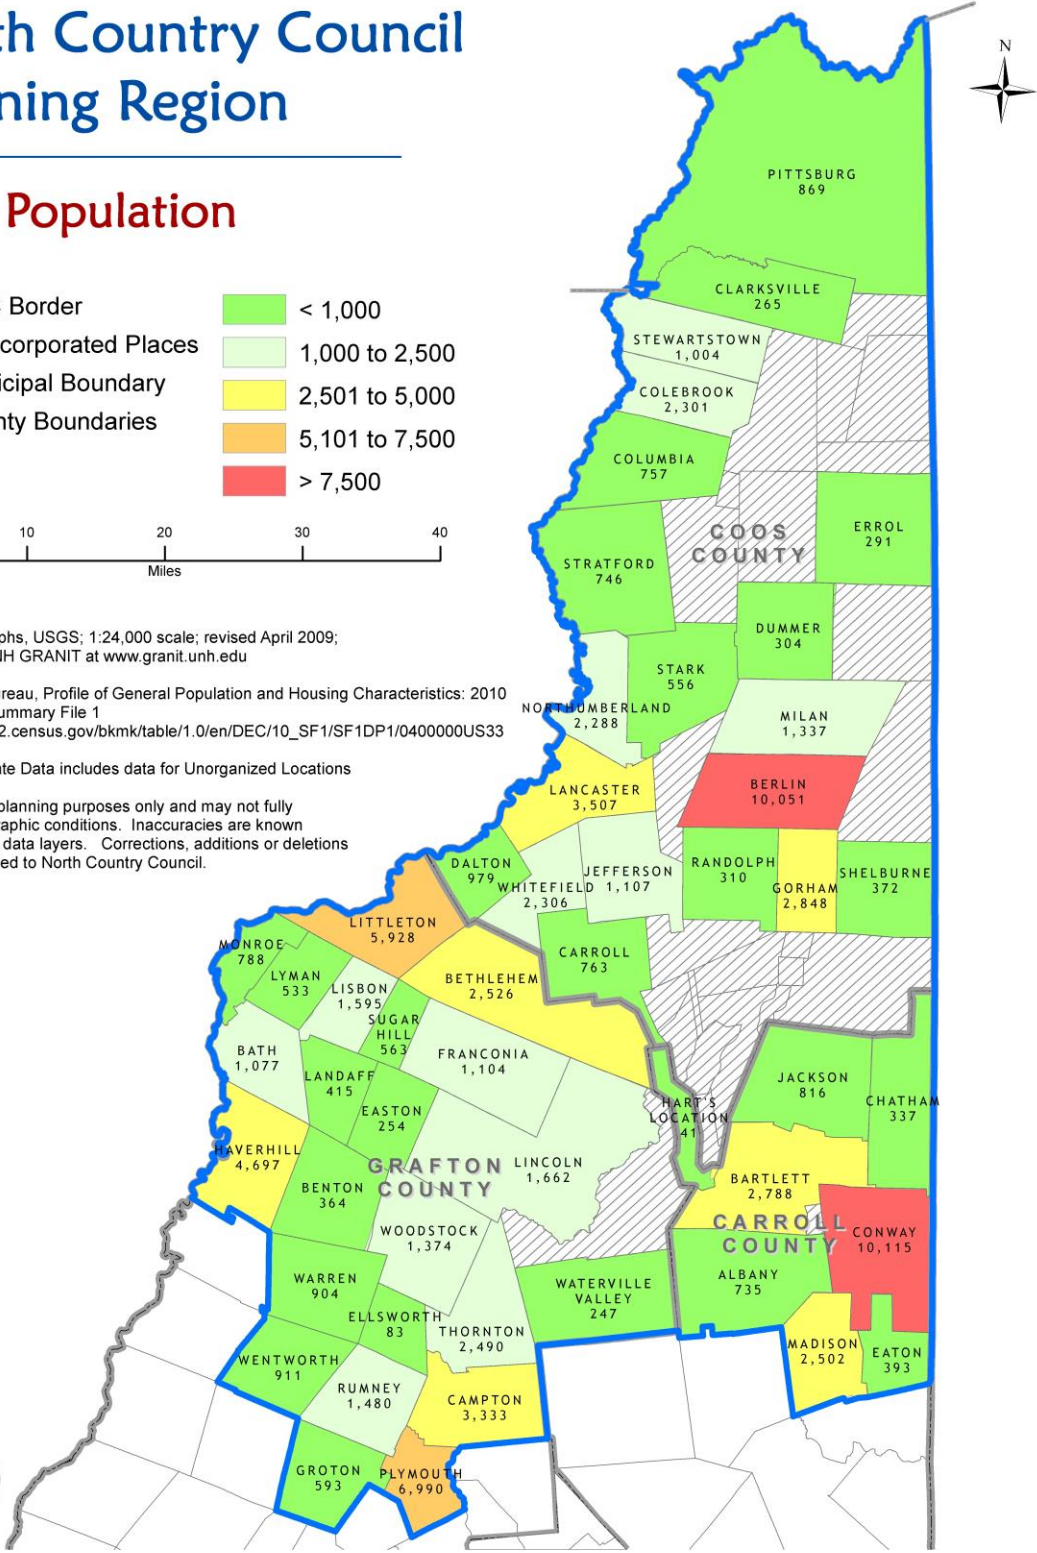 th Country Council
ning Region
Population
Border
corporated Places
icipal Boundary
nty Boundaries
< 1,000
1,000 to 2,500
2,501 to 5,000
5,101 to 7,500
> 7,500
10 20 30 40
Miles
phs, USGS; 1:24,000 scale; revised April 2009;
NH GRANIT at www.granit.unh.edu
reau, Profile of General Population and Housing Characteristics: 2010
ummary File 1
2.census.gov/bkmk/table/1.0/en/DEC/10_SF1/SF1DP1/0400000US33
te Data includes data for Unorganized Locations
planning purposes only and may not fully
raphic conditions. Inaccuracies are known
data layers. Corrections, additions or deletions
ed to North Country Council.
N
PITTSBURG
869
CLARKSVILLE
265
STEWARTSTOWN
1,004
COLEBROOK
2,301
COLUMBIA
757
COOS
COUNTY
ERROL
291
STRATFORD
746
DUMMER
304
STARK
556
NORTHUMBERLAND
2,288
MILAN
1,337
LANCASTER
3,507
BERLIN
10,051
DALTON
979
WHITEFIELD
2,306
JEFFERSON
1,107
RANDOLPH
310
GORHAM
2,848
SHELBURNE
372
LITTLETON
5,928
MONROE
788
LYMAN
533
LISBON
1,595
SUGAR
HILL
563
BETHLEHEM
2,526
CARROLL
763
BATH
1,077
LANDAFF
415
FRANCONIA
1,104
EASTON
254
JACKSON
816
CHATHAM
337
HART'S
LOCATION
41
HAVERHILL
4,697
BENTON
364
GRAFTON
COUNTY
LINCOLN
1,662
BARTLETT
2,788
CARROLL
COUNTY
CONWAY
10,115
WOODSTOCK
1,374
WARREN
904
ELLSWORTH
83
THORNTON
2,490
WATERVILLE
VALLEY
247
ALBANY
735
MADISON
2,502
EATON
393
WENTWORTH
911
RUMNEY
1,480
CAMPTON
3,333
GROTON
593
PLYMOUTH
6,990